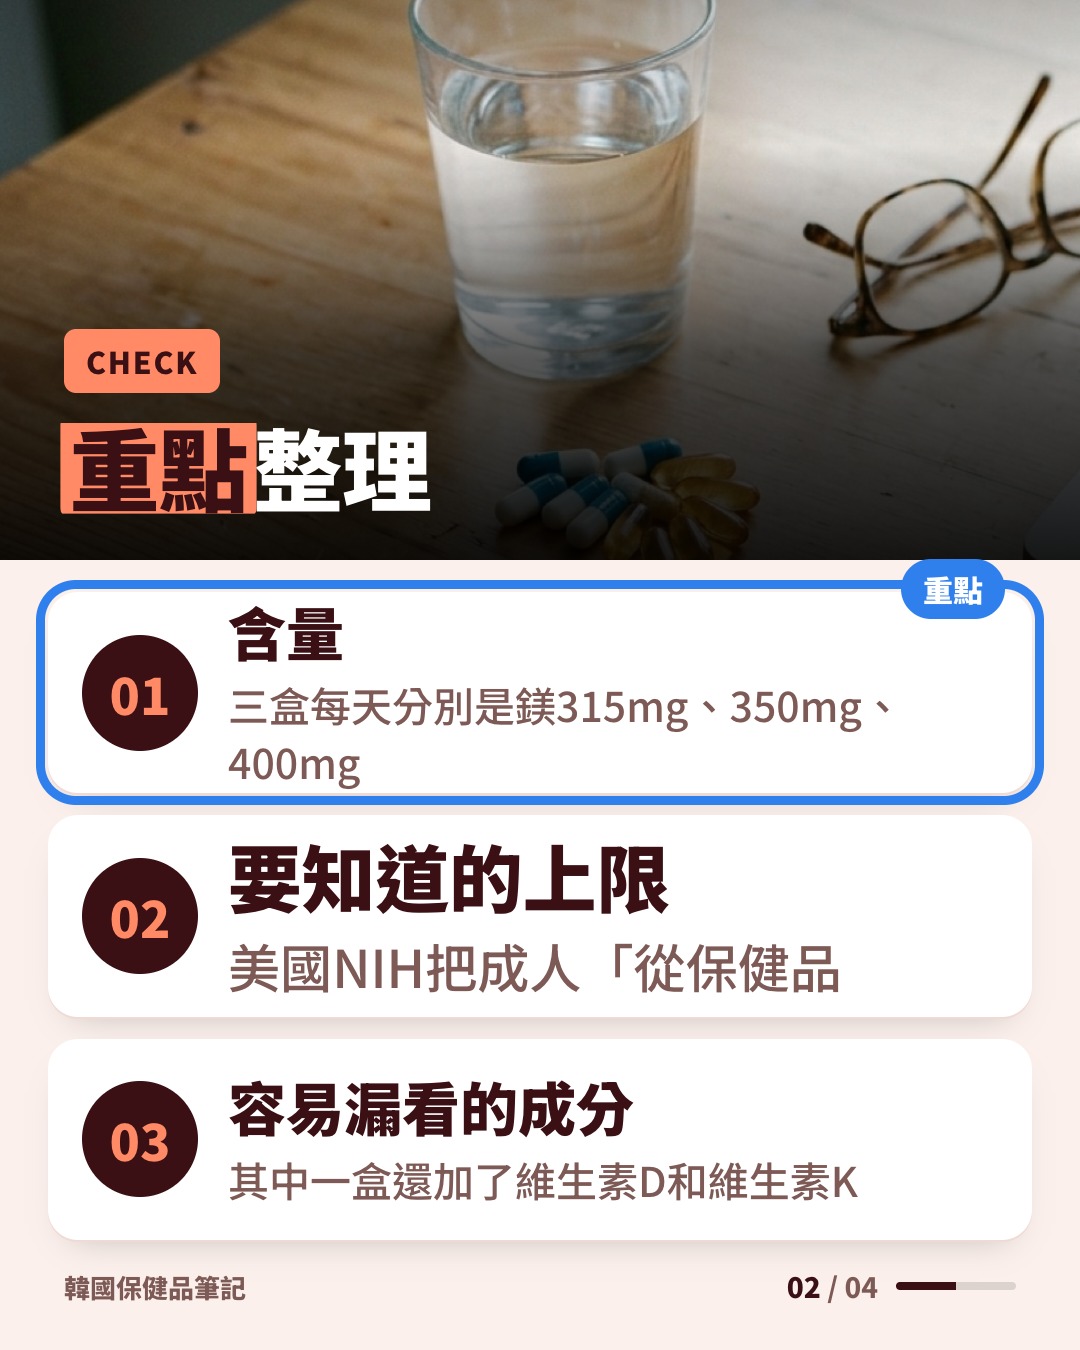 CHECK
重點整理
重點
01
含量
三盒每天分別是鎂315mg、350mg、
400mg
02
要知道的上限
美國NIH把成人「從保健品
03
容易漏看的成分
其中一盒還加了維生素D和維生素K
韓國保健品筆記
02 / 04